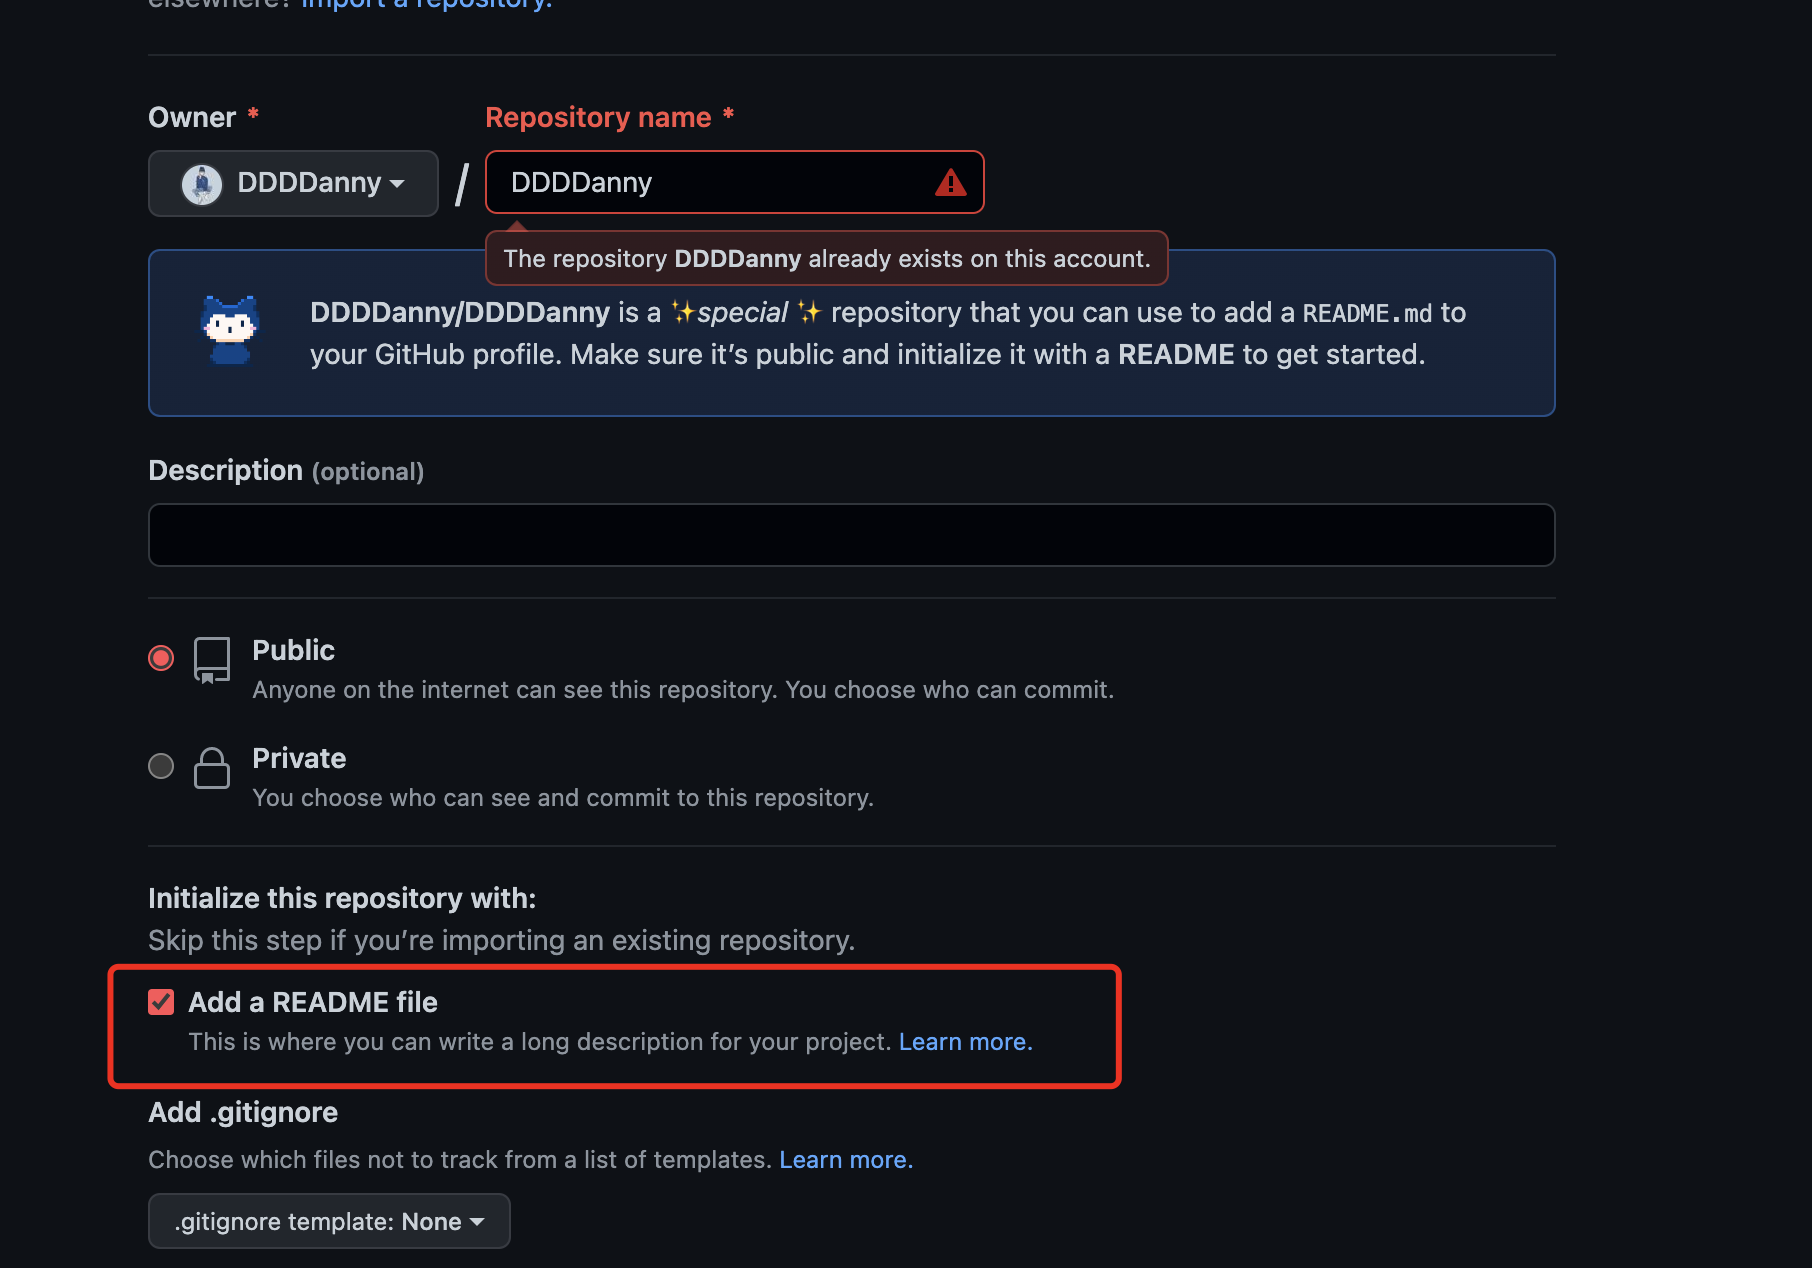 elsewhere? Import a repository.
Owner *
Repository name *
DDDDanny
/
DDDDanny
The repository DDDDanny already exists on this account.
DDDDanny/DDDDanny is a ✨special✨ repository that you can use to add a README.md to
your GitHub profile. Make sure it’s public and initialize it with a README to get started.
Description (optional)
Public
Anyone on the internet can see this repository. You choose who can commit.
Private
You choose who can see and commit to this repository.
Initialize this repository with:
Skip this step if you’re importing an existing repository.
Add a README file
This is where you can write a long description for your project. Learn more.
Add .gitignore
Choose which files not to track from a list of templates. Learn more.
.gitignore template: None